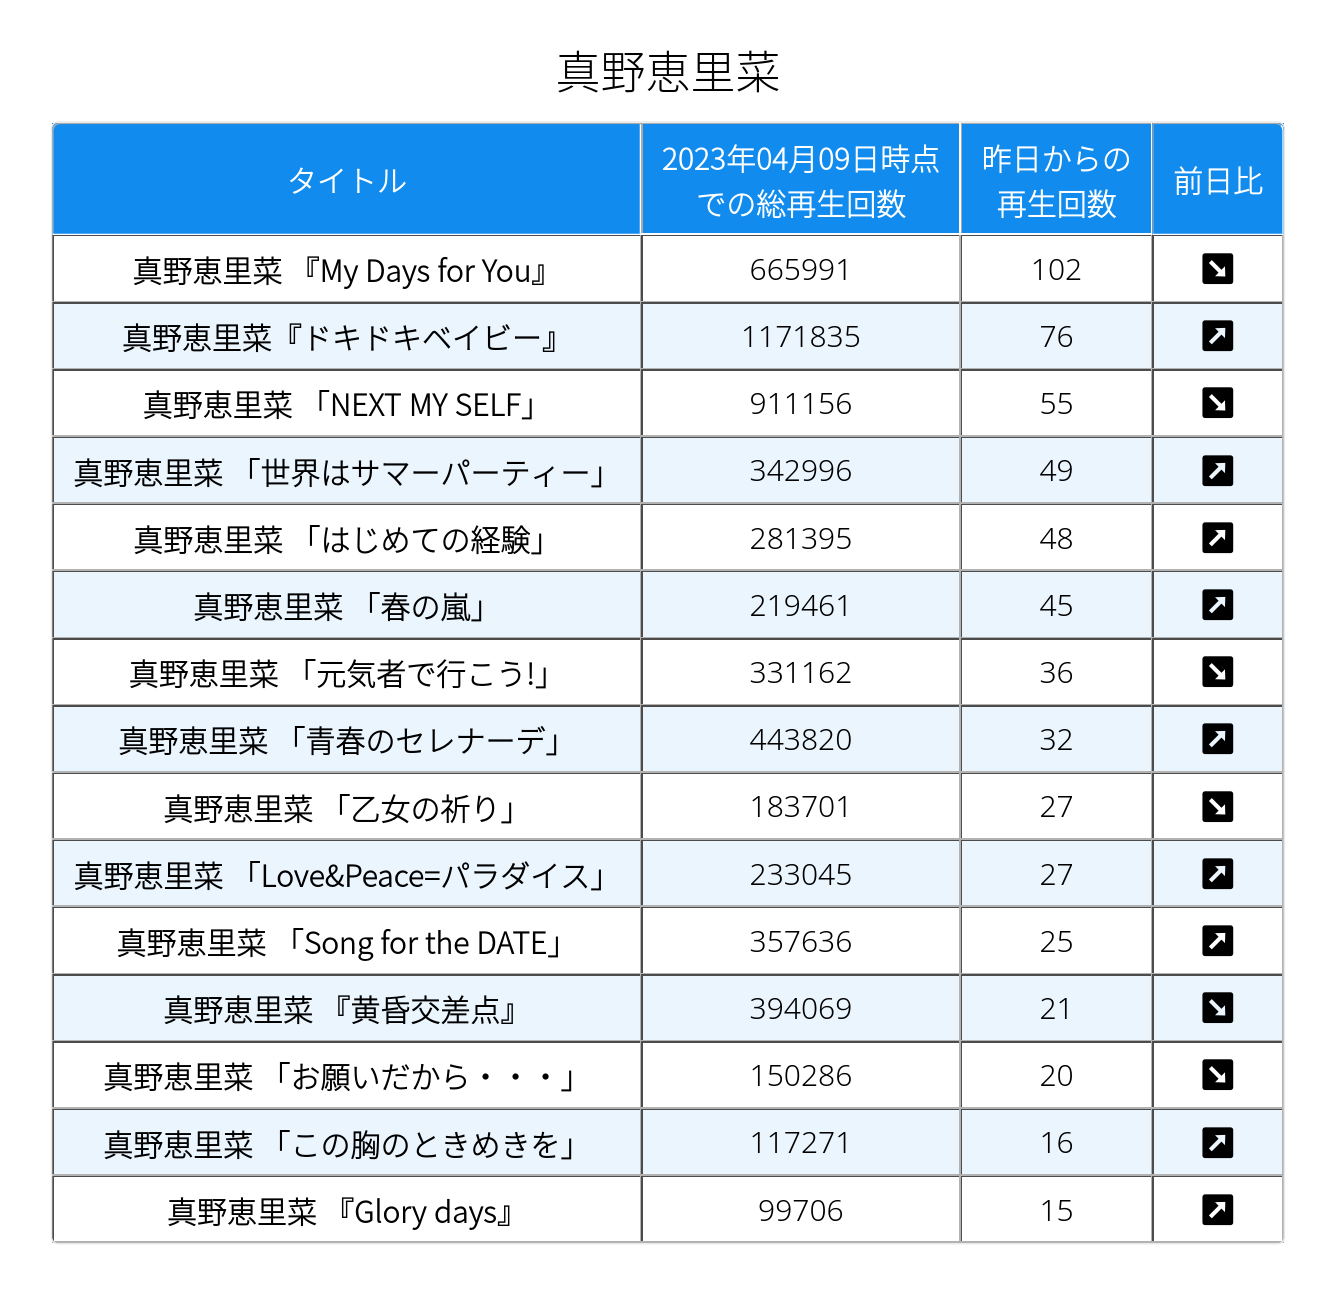 真野恵里菜
タイトル
2023年04月09日時点
での総再生回数
昨日からの
再生回数
前日比
真野恵里菜 『My Days for You』 665991 102 ↘
真野恵里菜『ドキドキベイビー』 1171835 76 ↗
真野恵里菜 「NEXT MY SELF」 911156 55 ↘
真野恵里菜 「世界はサマーパーティー」 342996 49 ↗
真野恵里菜 「はじめての経験」 281395 48 ↗
真野恵里菜 「春の嵐」 219461 45 ↗
真野恵里菜 「元気者で行こう!」 331162 36 ↘
真野恵里菜 「青春のセレナーデ」 443820 32 ↗
真野恵里菜 「乙女の祈り」 183701 27 ↘
真野恵里菜 「Love&Peace=パラダイス」 233045 27 ↗
真野恵里菜 「Song for the DATE」 357636 25 ↗
真野恵里菜 『黄昏交差点』 394069 21 ↘
真野恵里菜 「お願いだから・・・」 150286 20 ↘
真野恵里菜 「この胸のときめきを」 117271 16 ↗
真野恵里菜 『Glory days』 99706 15 ↗